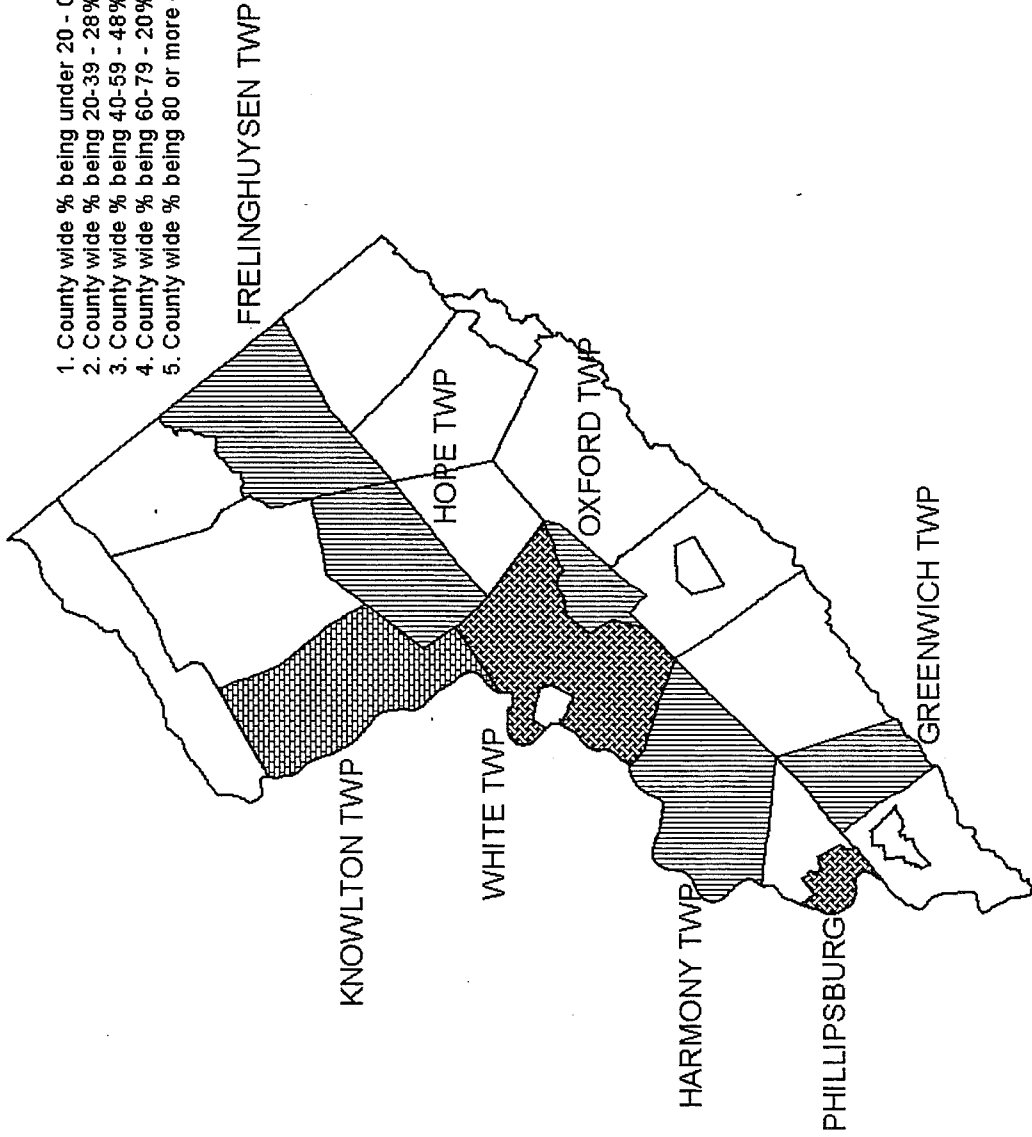 1. County wide % being under 20 -
2. County wide % being 20-39 - 28%
3. County wide % being 40-59 - 48%
4. County wide % being 60-79 - 20%
5. County wide % being 80 or more
FRELINGHUYSEN TWP
HOPE TWP
OXFORD TWP
KNOWLTON TWP
WHITE TWP
GREENWICH TWP
HARMONY TWP
PHILLIPSBURG